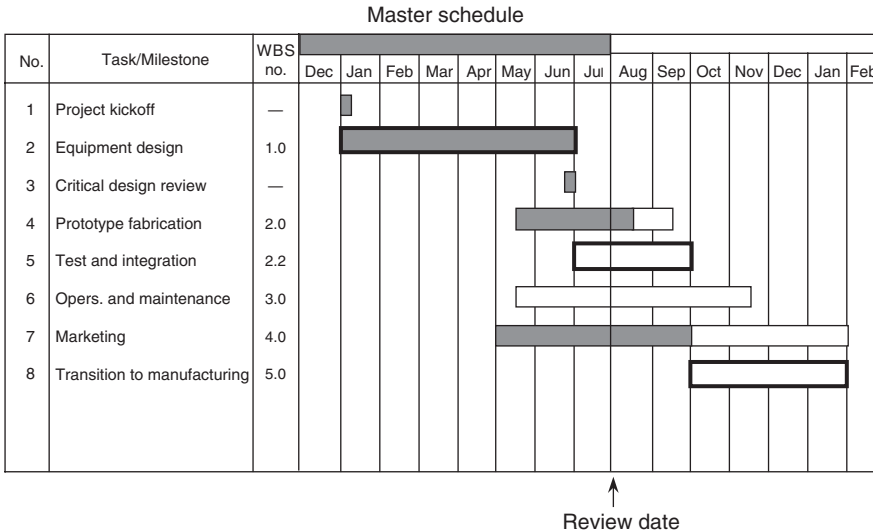 Master schedule
No. Task/Milestone WBS no. Dec Jan Feb Mar Apr May Jun Jul Aug Sep Oct Nov Dec Jan Feb
1 Project kickoff —
2 Equipment design 1.0
3 Critical design review —
4 Prototype fabrication 2.0
5 Test and integration 2.2
6 Opers. and maintenance 3.0
7 Marketing 4.0
8 Transition to manufacturing 5.0
Review date